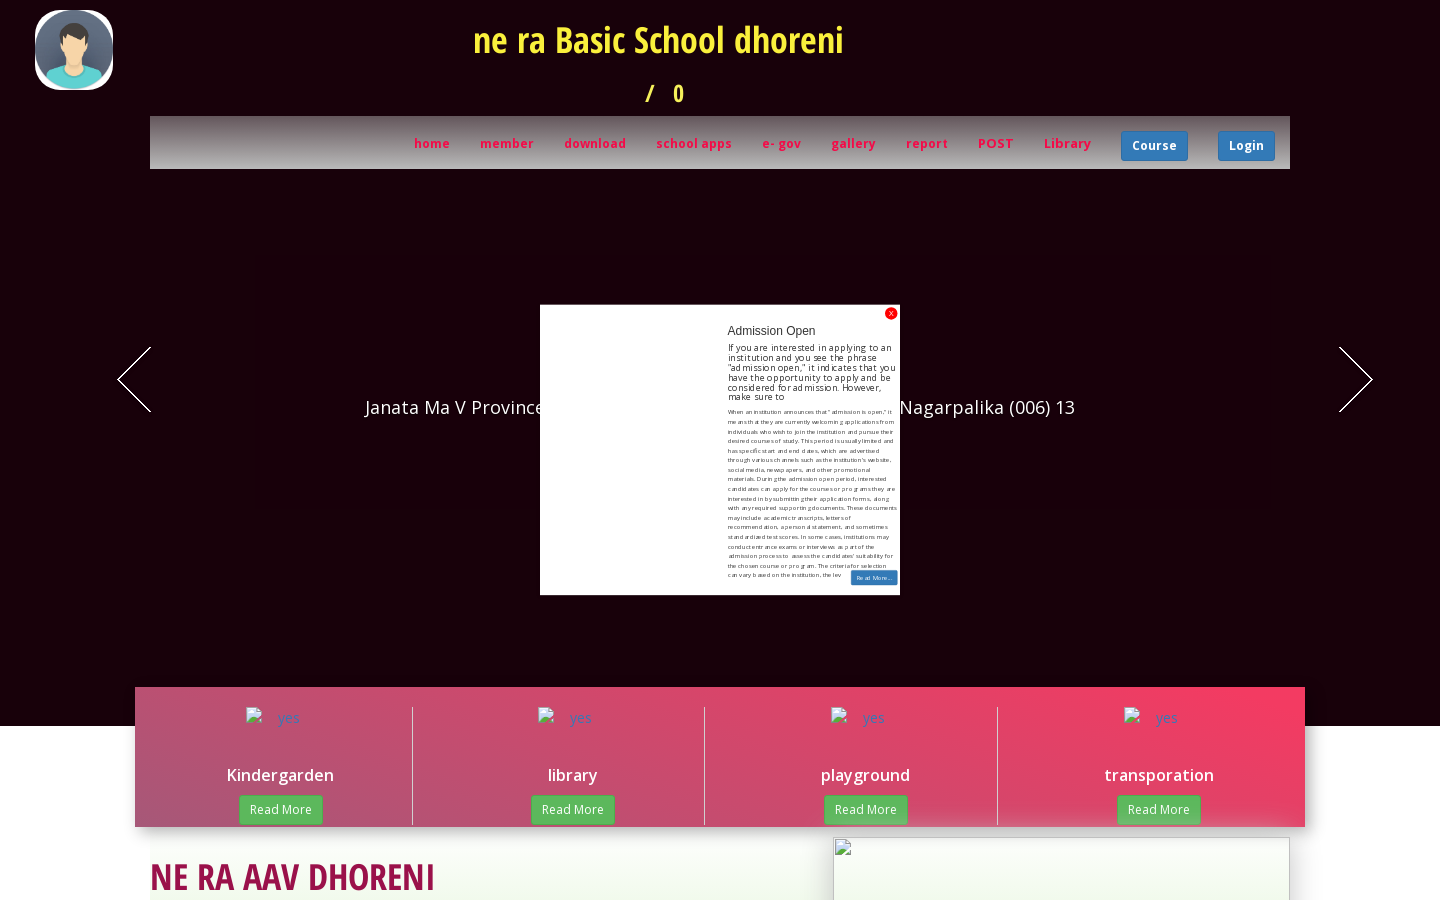 ne ra Basic School dhoreni
/ 0
home member download school apps e- gov gallery report POST Library Course Login
X
Admission Open
If you are interested in applying to an
institution and you see the phrase
"admission open," it indicates that you
have the opportunity to apply and be
considered for admission. However,
make sure to
Janata Ma V Province Nagarpalika (006) 13
When an institution announces that "admission is open," it
means that they are currently welcoming applications from
individuals who wish to join the institution and pursue their
desired courses of study. This period is usually limited and
has specific start and end dates, which are advertised
through various channels such as the institution's website,
social media, newspapers, and other promotional
materials. During the admission open period, interested
candidates can apply for the courses or programs they are
interested in by submitting their application forms, along
with any required supporting documents. These documents
may include academic transcripts, letters of
recommendation, a personal statement, and sometimes
standardized test scores. In some cases, institutions may
conduct entrance exams or interviews as part of the
admission process to assess the candidates' suitability for
the chosen course or program. The criteria for selection
can vary based on the institution, the lev
Read More...
yes yes yes yes
Kindergarden library playground transporation
Read More Read More Read More Read More
NE RA AAV DHORENI